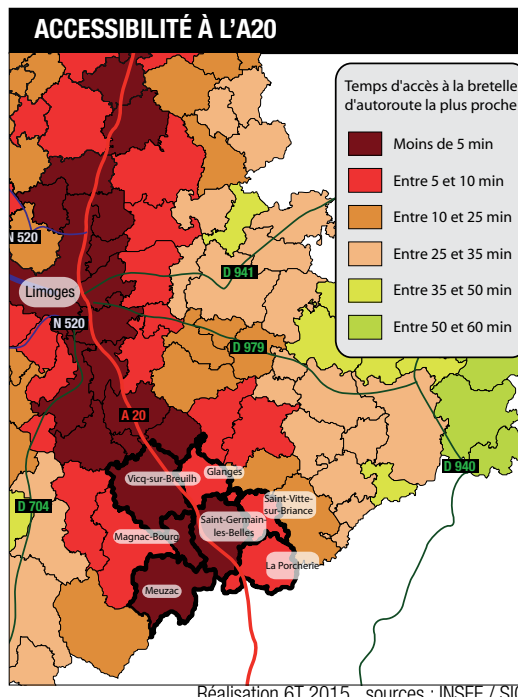 ACCESSIBILITÉ À L'A20
Temps d'accès à la bretelle
d'autoroute la plus proche
Moins de 5 min
Entre 5 et 10 min
Entre 10 et 25 min
Entre 25 et 35 min
Entre 35 et 50 min
Entre 50 et 60 min
N 520
D 941
Limoges
N 520
D 979
A 20
D 940
Glanges
Vicq-sur-Breuilh
D 704
Saint-Vitte-
sur-Briance
Saint-Germain
les-Belles
Magnac-Bourg
La Porcherie
Meuzac
Réalisation 6T 2015 sources : INSEE / SIG